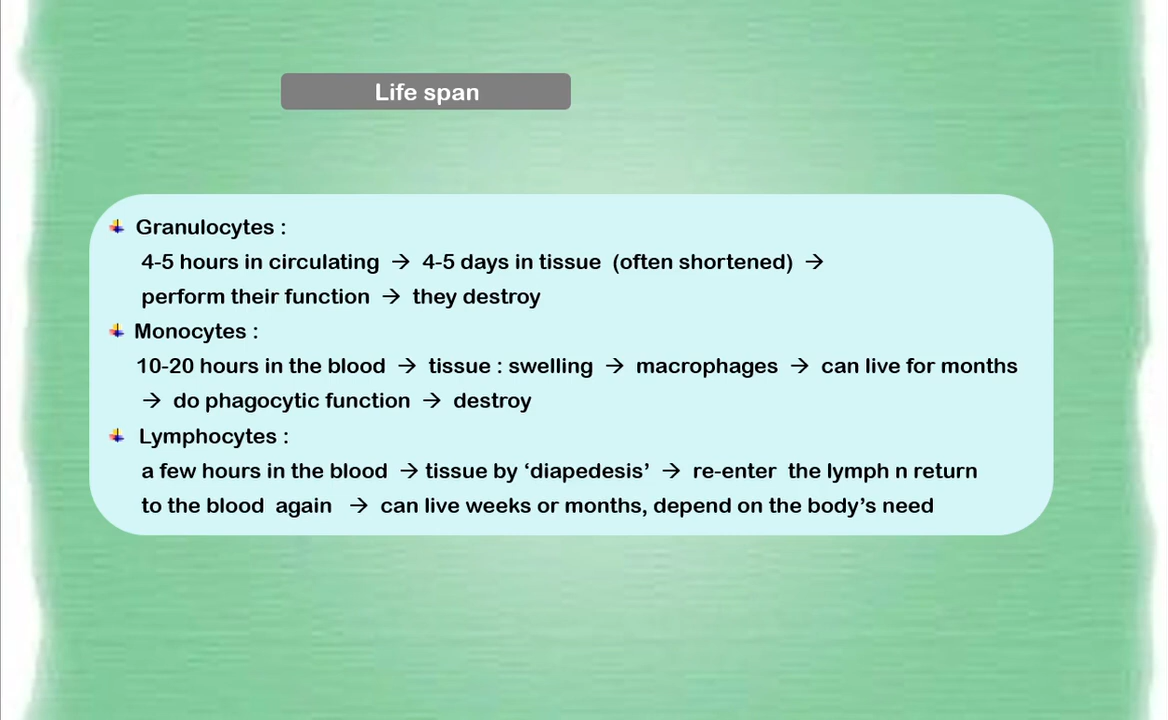 Life span
Granulocytes :
4-5 hours in circulating → 4-5 days in tissue (often shortened) →
perform their function → they destroy
Monocytes :
10-20 hours in the blood → tissue : swelling → macrophages → can live for months
→ do phagocytic function → destroy
Lymphocytes :
a few hours in the blood → tissue by ‘diapedesis’ → re-enter the lymph n return
to the blood again → can live weeks or months, depend on the body’s need